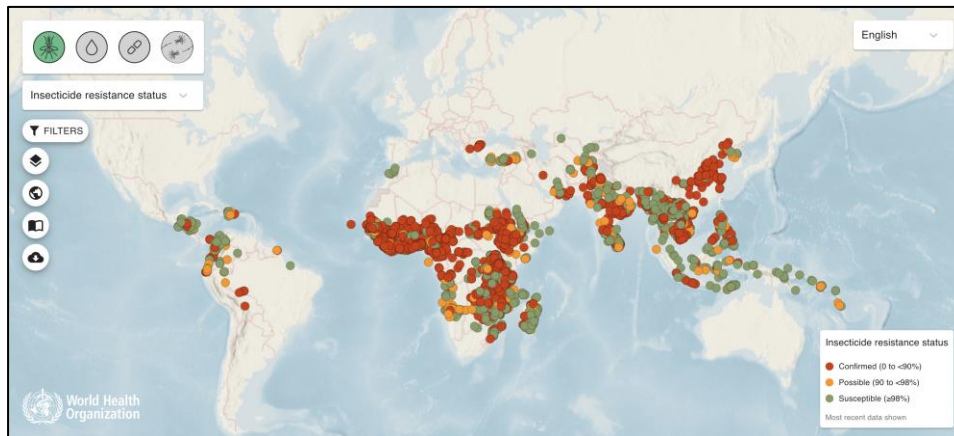 English
Insecticide resistance status
FILTERS
Insecticide resistance status
Confirmed (0 to <90%)
Possible (90 to <98%)
Susceptible (≥98%)
Most recent data shown
World Health
Organization